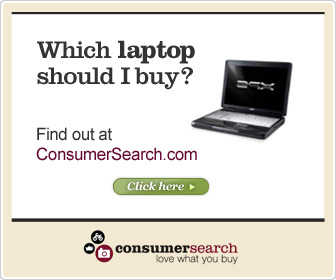 Which laptop
should I buy?
Find out at
ConsumerSearch.com
Click here
consumersearch
love what you buy